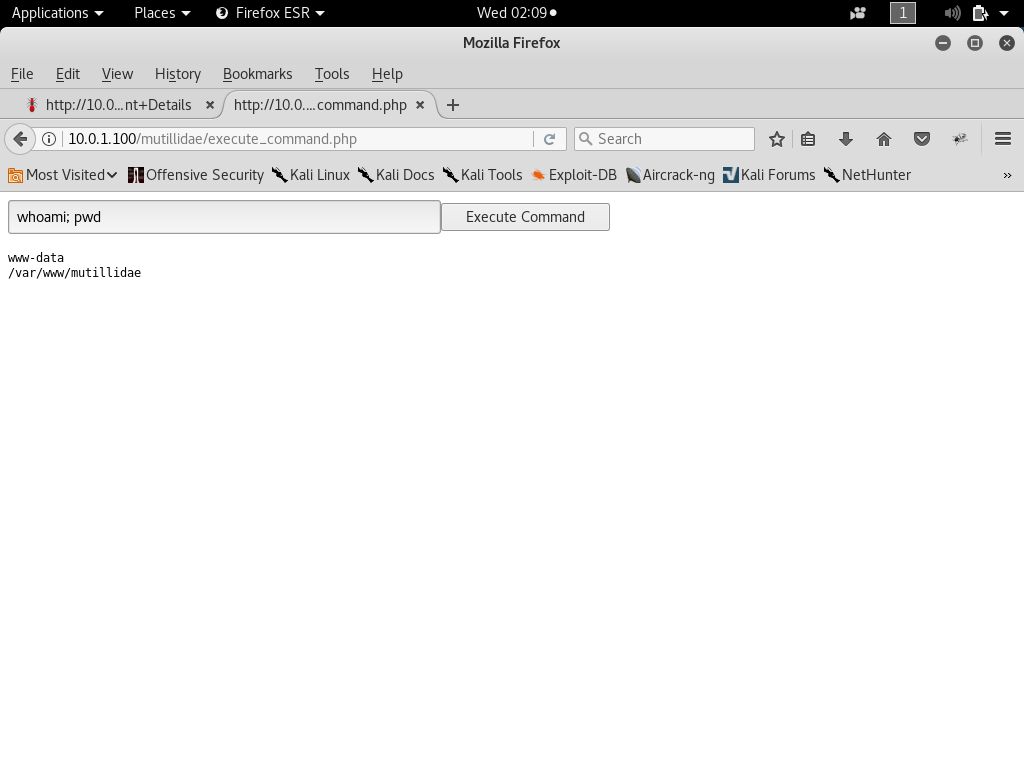 Applications Places Firefox ESR Wed 02:09 1
Mozilla Firefox
File Edit View History Bookmarks Tools Help
http://10.0...nt+Details http://10.0....command.php
10.0.1.100/mutillidae/execute_command.php Search
Most Visited Offensive Security Kali Linux Kali Docs Kali Tools Exploit-DB Aircrack-ng Kali Forums NetHunter »
whoami; pwd Execute Command
www-data
/var/www/mutillidae